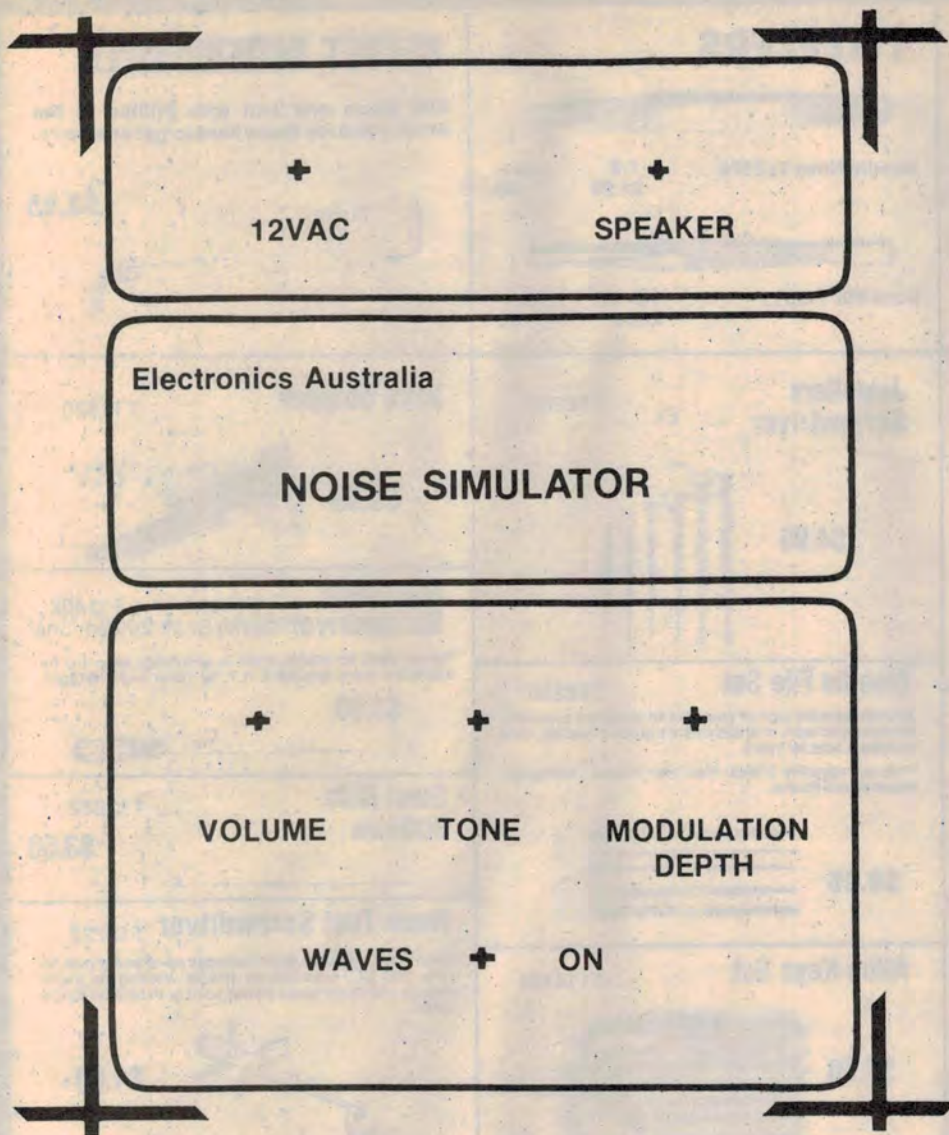 12VAC
SPEAKER
Electronics Australia
NOISE SIMULATOR
VOLUME
TONE
MODULATION
DEPTH
WAVES
ON